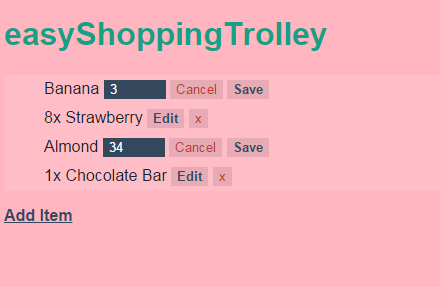 easyShoppingTrolley
Banana 3 Cancel Save
8x Strawberry Edit x
Almond 34 Cancel Save
1x Chocolate Bar Edit x
Add Item